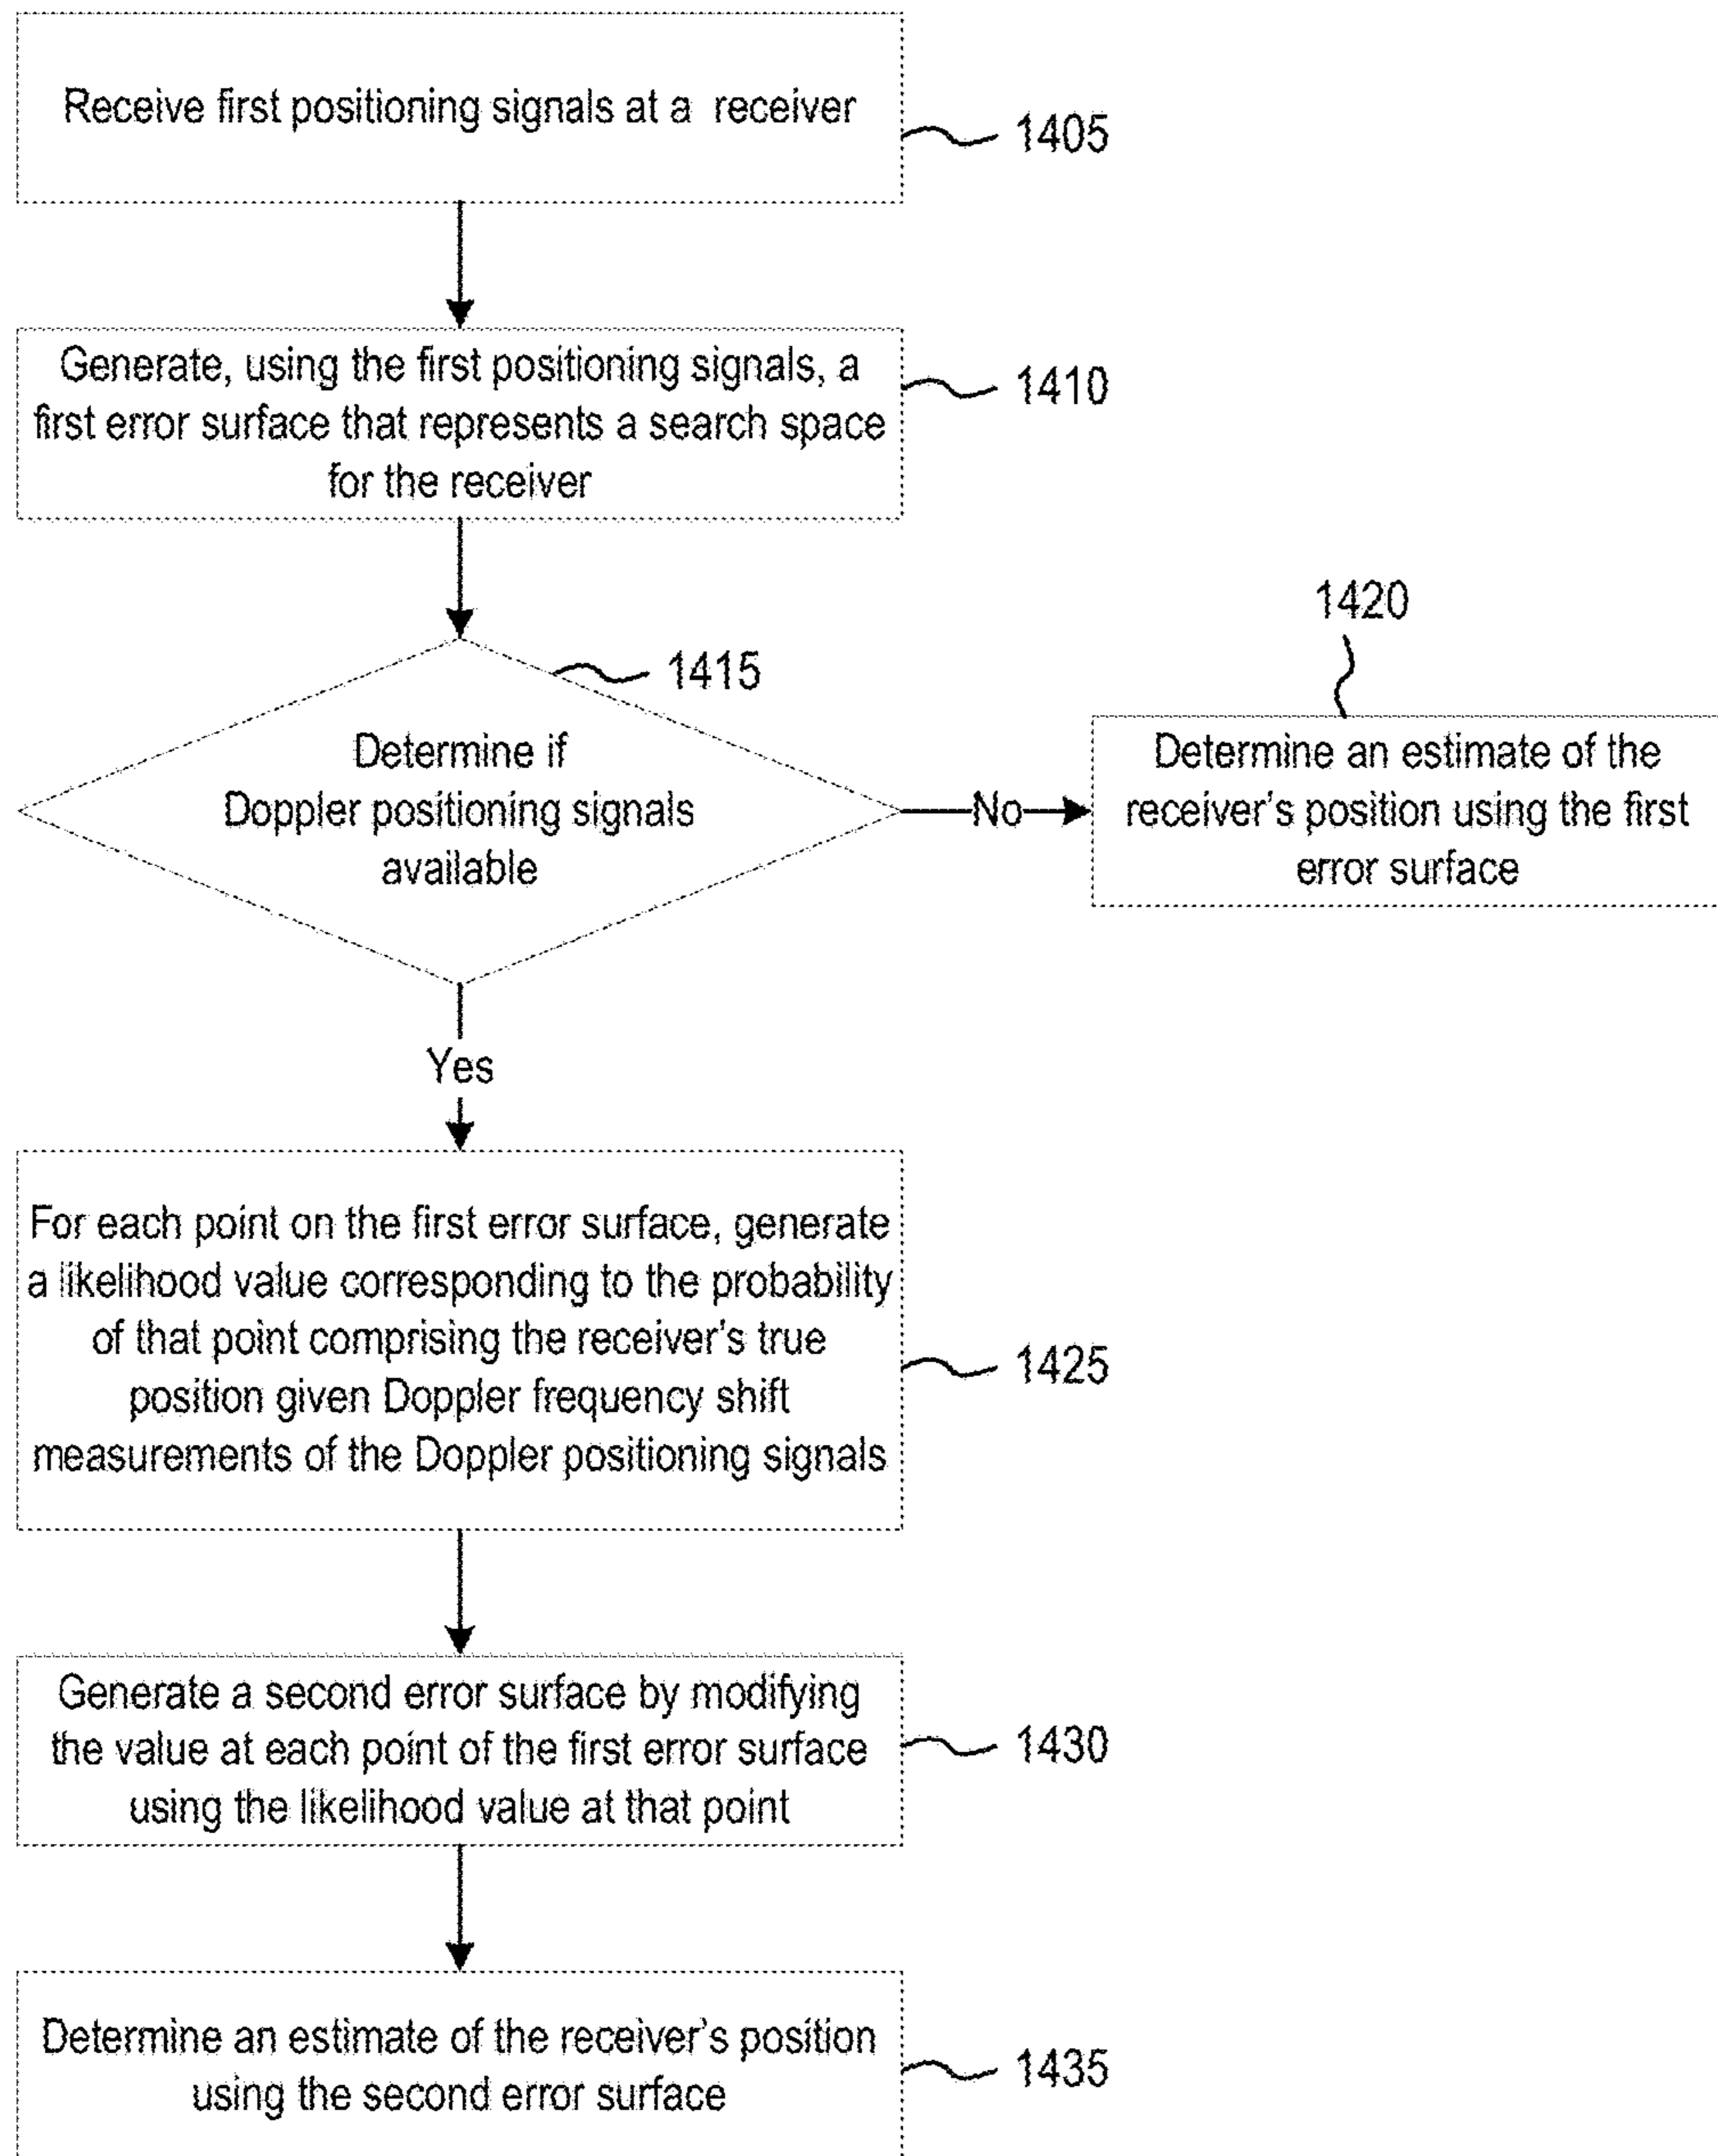 Receive first positioning signals at a receiver
1405
Generate, using the first positioning signals, a
first error surface that represents a search space
for the receiver
1410
1415
Determine if
Doppler positioning signals
available
No
1420
Determine an estimate of the
receiver's position using the first
error surface
Yes
For each point on the first error surface, generate
a likelihood value corresponding to the probability
of that point comprising the receiver's true
position given Doppler frequency shift
measurements of the Doppler positioning signals
1425
Generate a second error surface by modifying
the value at each point of the first error surface
using the likelihood value at that point
1430
Determine an estimate of the receiver's position
using the second error surface
1435